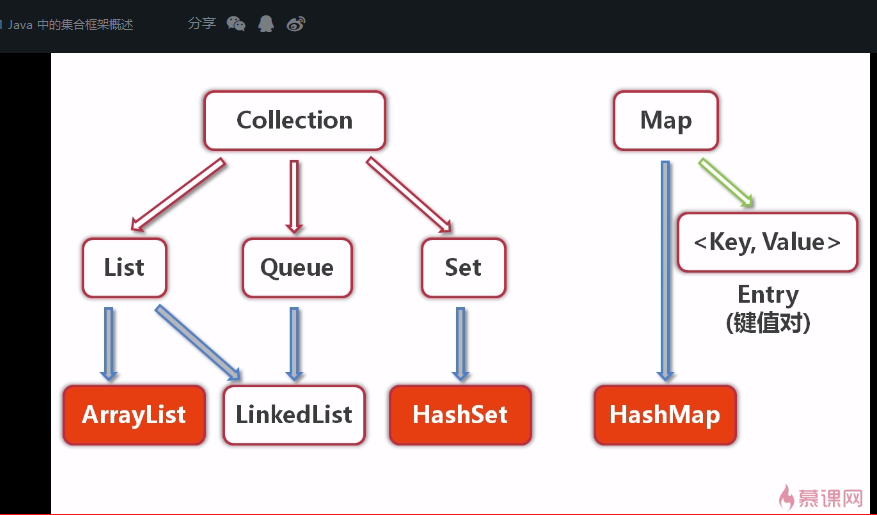 1 Java 中的集合框架概述
分享
Collection
Map
<Key, Value>
List
Queue
Set
Entry
(键值对)
ArrayList
LinkedList
HashSet
HashMap
慕课网